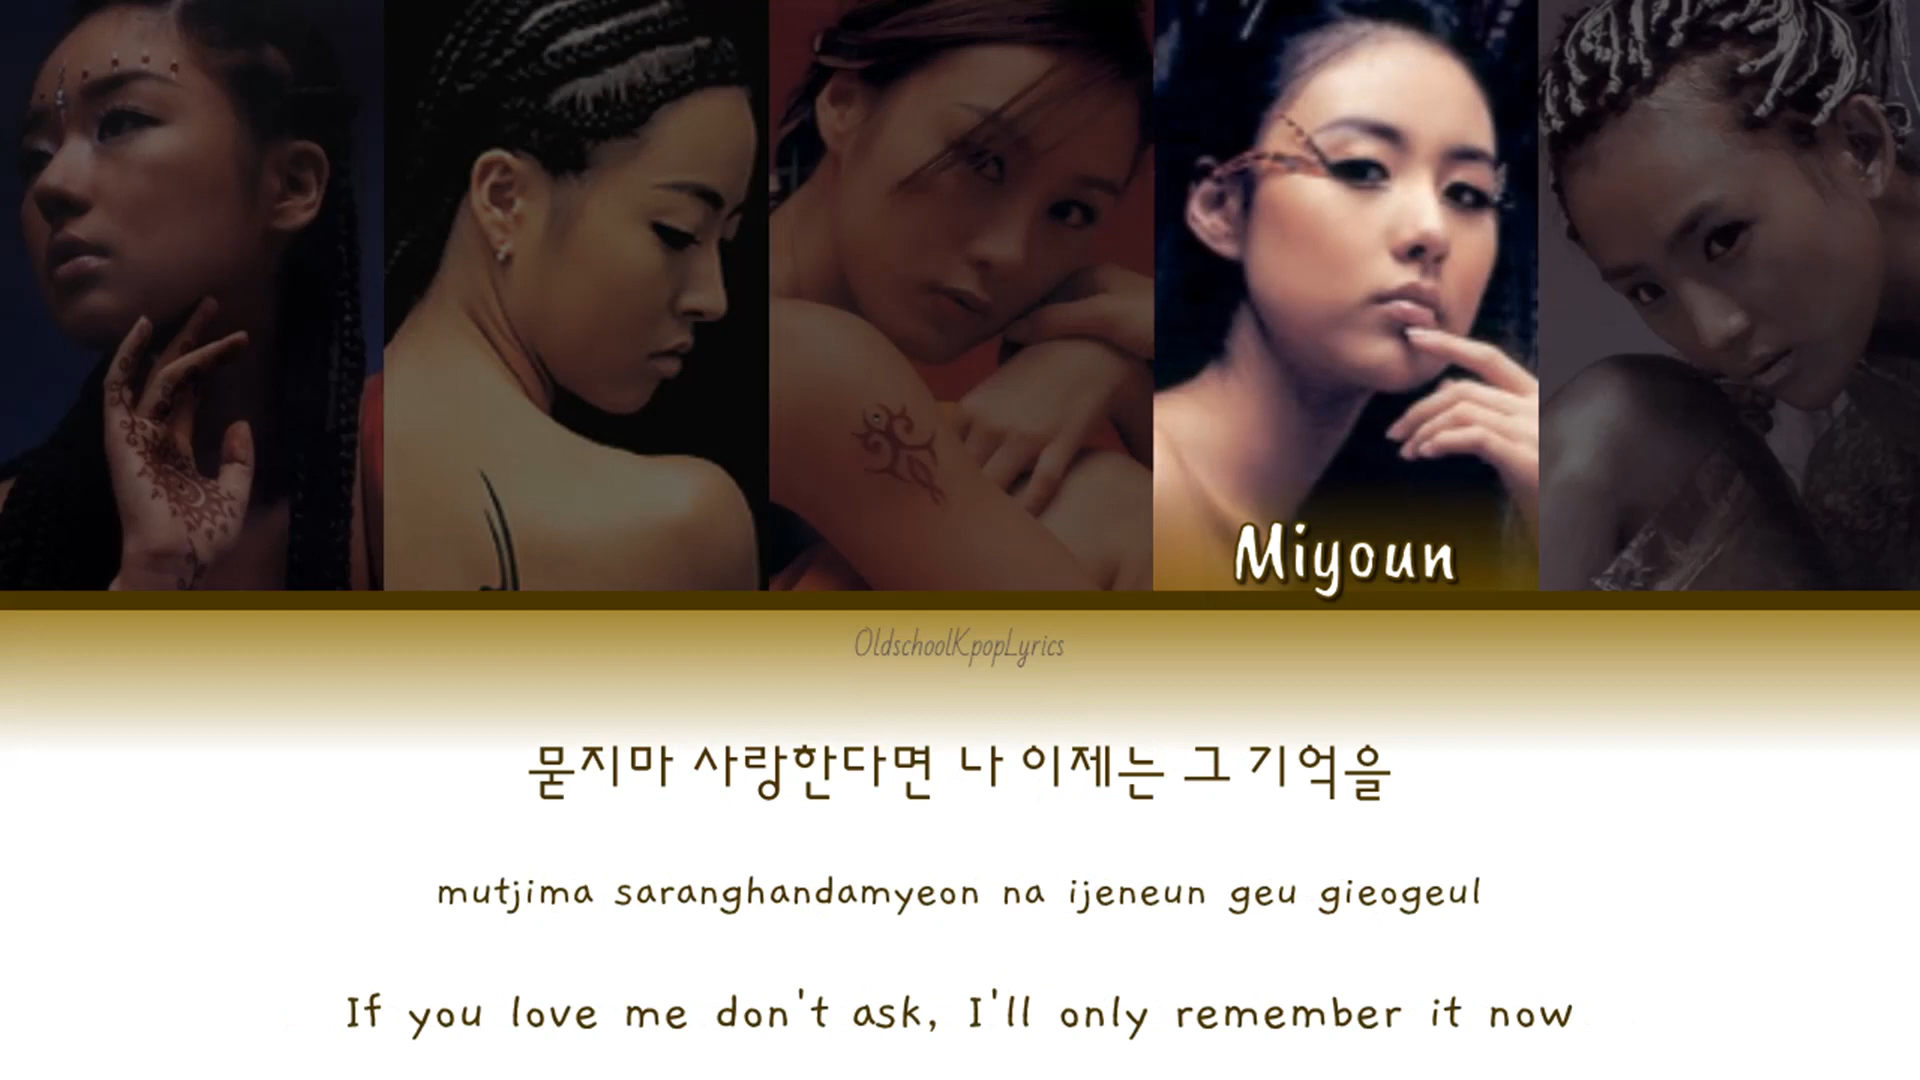 Miyoun
OldschoolKpopLyrics
묻지마 사랑한다면 나 이제는 그 기억을
mutjima saranghandamyeon na ijeneun geu gieogeul
If you love me don't ask, I'll only remember it now